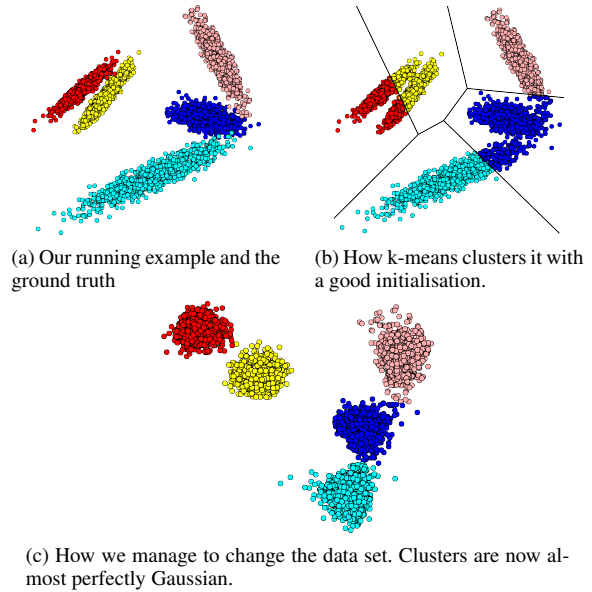 (a) Our running example and the
ground truth
(b) How k-means clusters it with
a good initialisation.
(c) How we manage to change the data set. Clusters are now al-
most perfectly Gaussian.